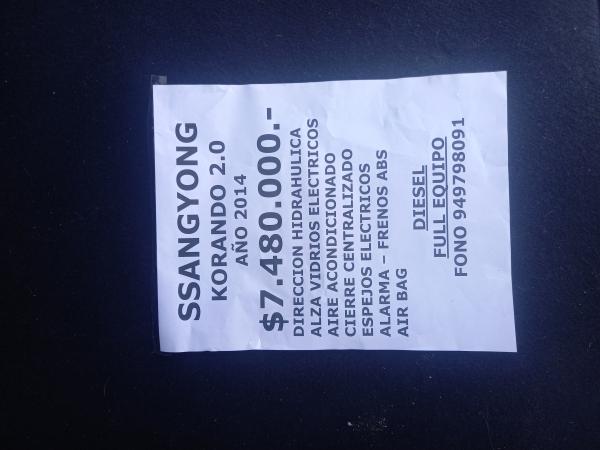 SSANGYONG
KORANDO 2.0
AÑO 2014
$7.480.000.-
DIRECCION HIDRAHULICA
ALZA VIDRIOS ELECTRICOS
AIRE ACONDICIONADO
CIERRE CENTRALIZADO
ESPEJOS ELECTRICOS
ALARMA – FRENOS ABS
AIR BAG
DIESEL
FULL EQUIPO
FONO 949798091